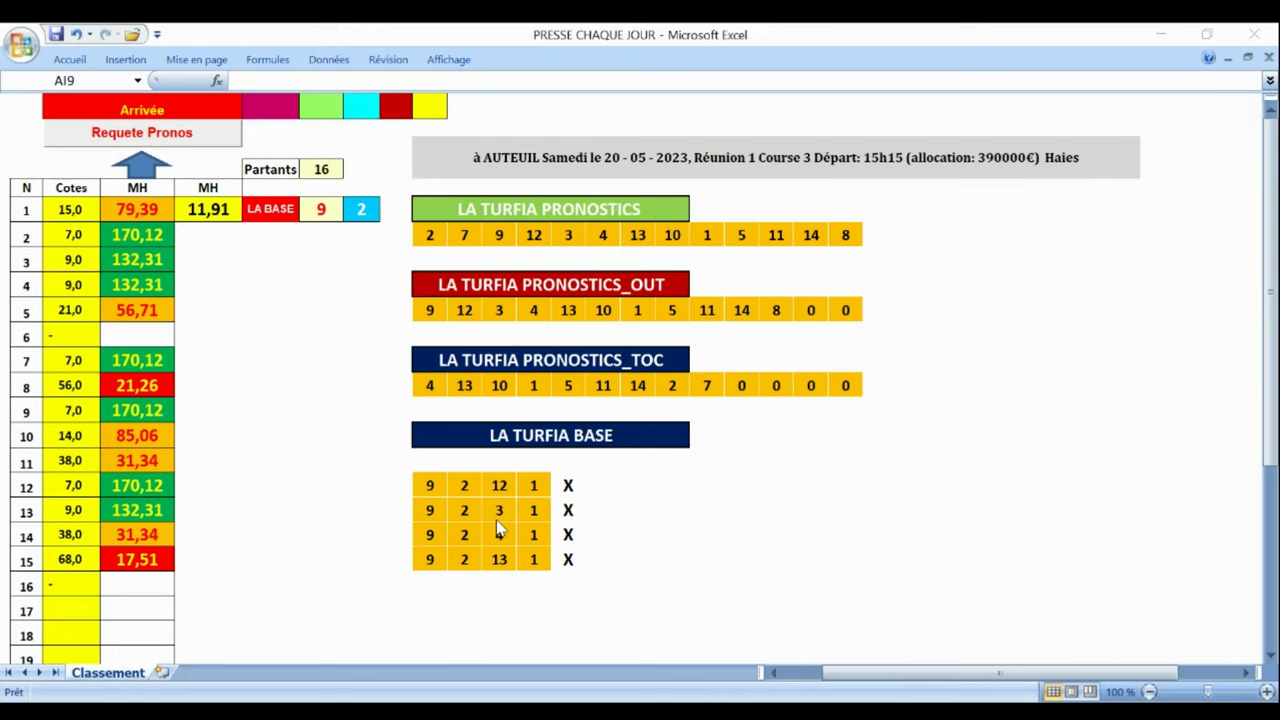 PRESSE CHAQUE JOUR - Microsoft Excel
Accueil Insertion Mise en page Formules Données Révision Affichage
AI9 fx
Arrivée
Requete Pronos
à AUTEUIL Samedi le 20 - 05 - 2023, Réunion 1 Course 3 Départ: 15h15 (allocation: 390000€) Haies
Partants 16
N Cotes MH MH
1 15,0 79,39 11,91 LA BASE 9 2
2 7,0 170,12
3 9,0 132,31
4 9,0 132,31
5 21,0 56,71
6 -
7 7,0 170,12
8 56,0 21,26
9 7,0 170,12
10 14,0 85,06
11 38,0 31,34
12 7,0 170,12
13 9,0 132,31
14 38,0 31,34
15 68,0 17,51
16 -
17
18
19
LA TURFIA PRONOSTICS
2 7 9 12 3 4 13 10 1 5 11 14 8
LA TURFIA PRONOSTICS_OUT
9 12 3 4 13 10 1 5 11 14 8 0 0
LA TURFIA PRONOSTICS_TOC
4 13 10 1 5 11 14 2 7 0 0 0 0
LA TURFIA BASE
9 2 12 1 X
9 2 3 1 X
9 2 4 1 X
9 2 13 1 X
Classement
Prêt 100 %